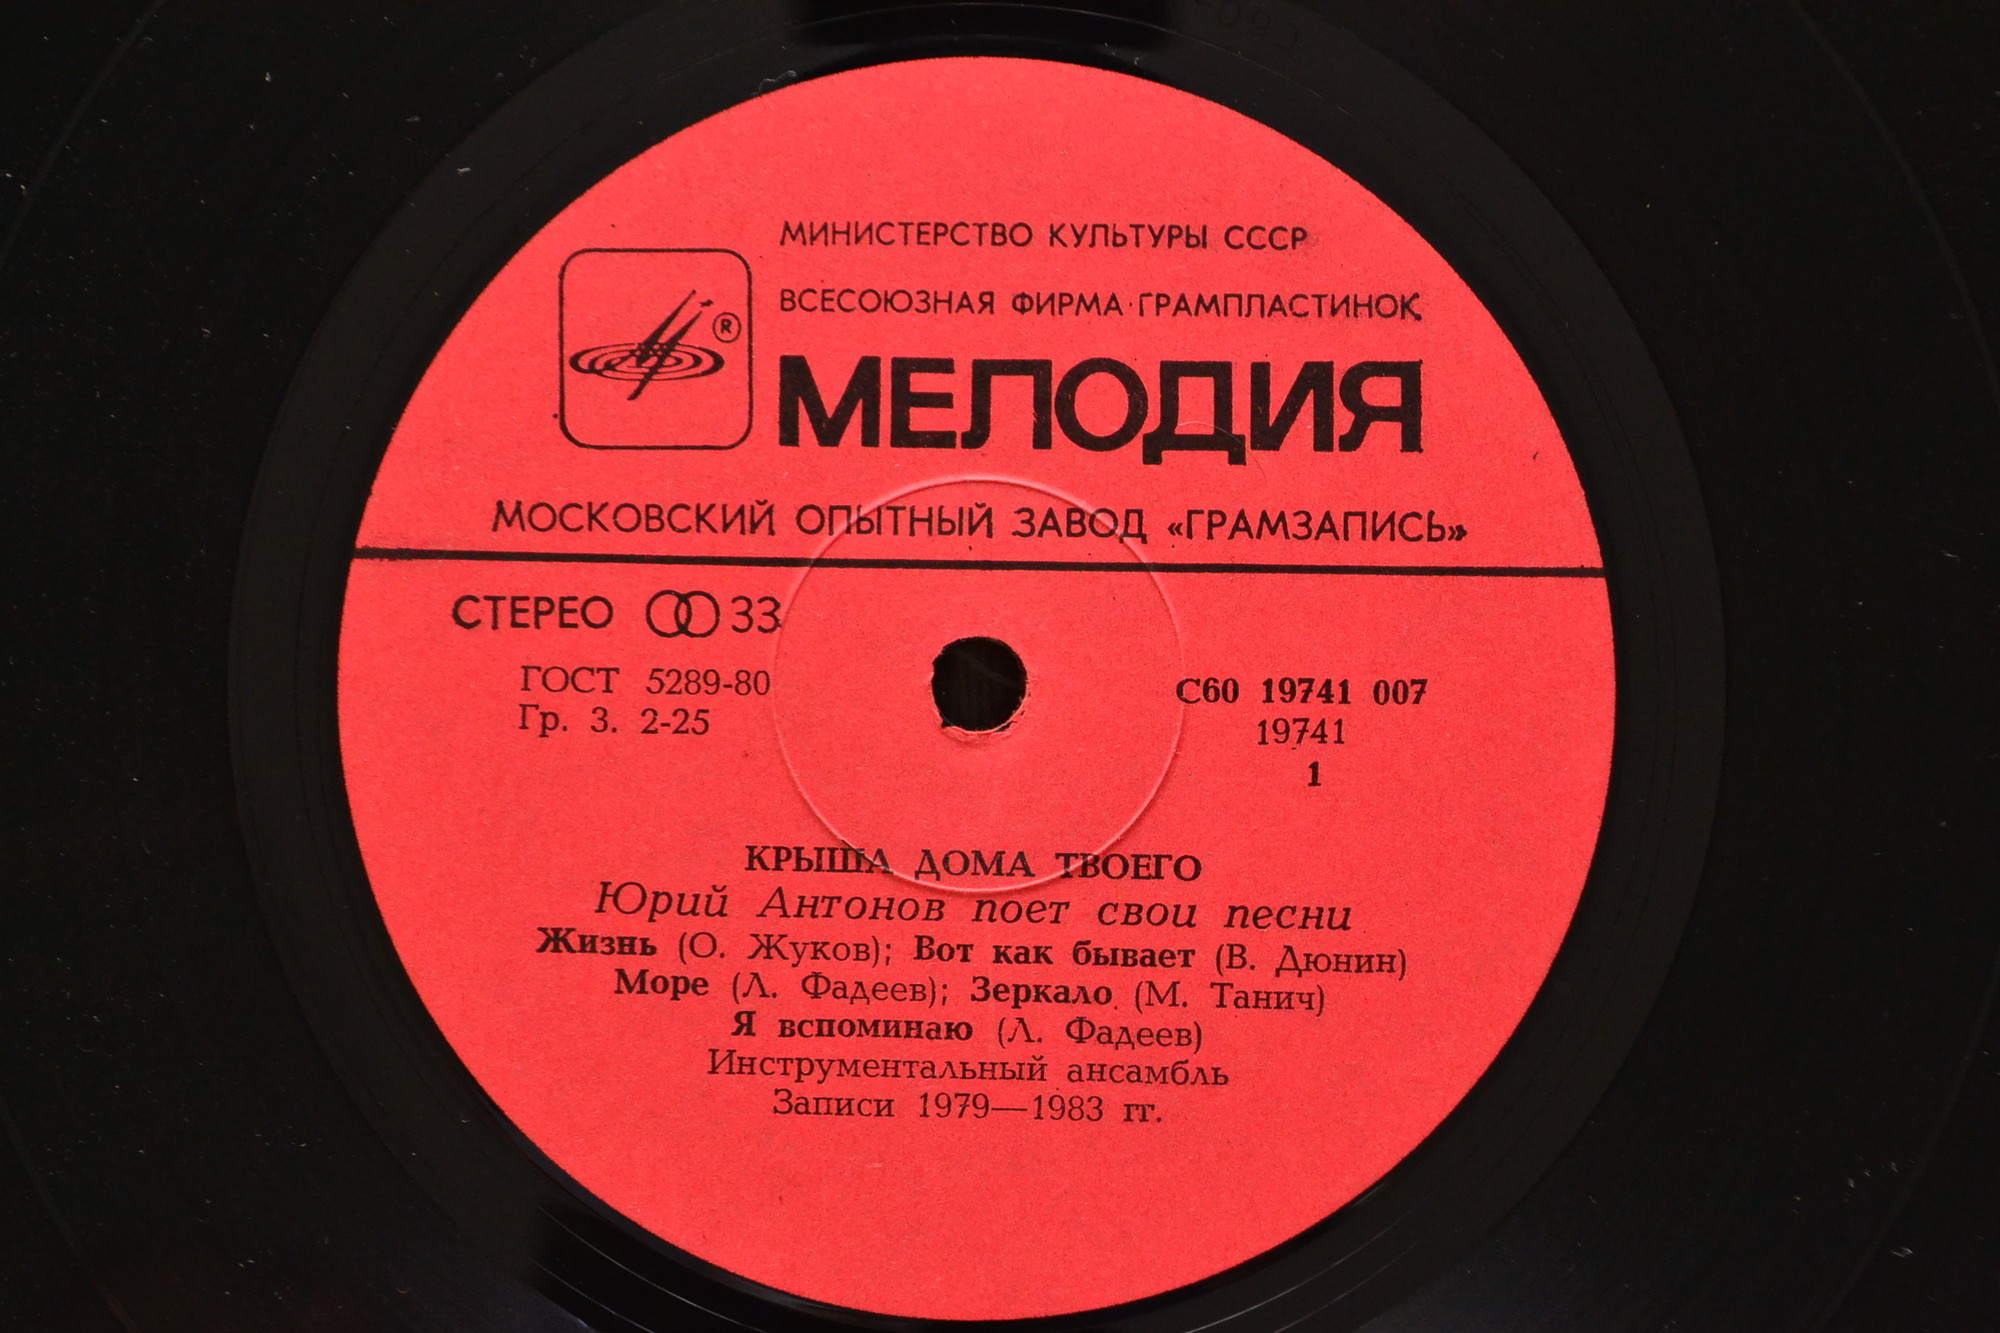 МИНИСТЕРСТВО КУЛЬТУРЫ СССР
ВСЕСОЮЗНАЯ ФИРМА·ГРАМПЛАСТИНОК
®
МЕЛОДИЯ
МОСКОВСКИЙ ОПЫТНЫЙ ЗАВОД «ГРАМЗАПИСЬ»
СТЕРЕО 33
ГОСТ 5289-80
Гр. 3. 2-25
С60 19741 007
19741
1
КРЫША ДОМА ТВОЕГО
Юрий Антонов поет свои песни
Жизнь (О. Жуков); Вот как бывает (В. Дюнин)
Море (Л. Фадеев); Зеркало (М. Танич)
Я вспоминаю (Л. Фадеев)
Инструментальный ансамбль
Записи 1979—1983 гг.